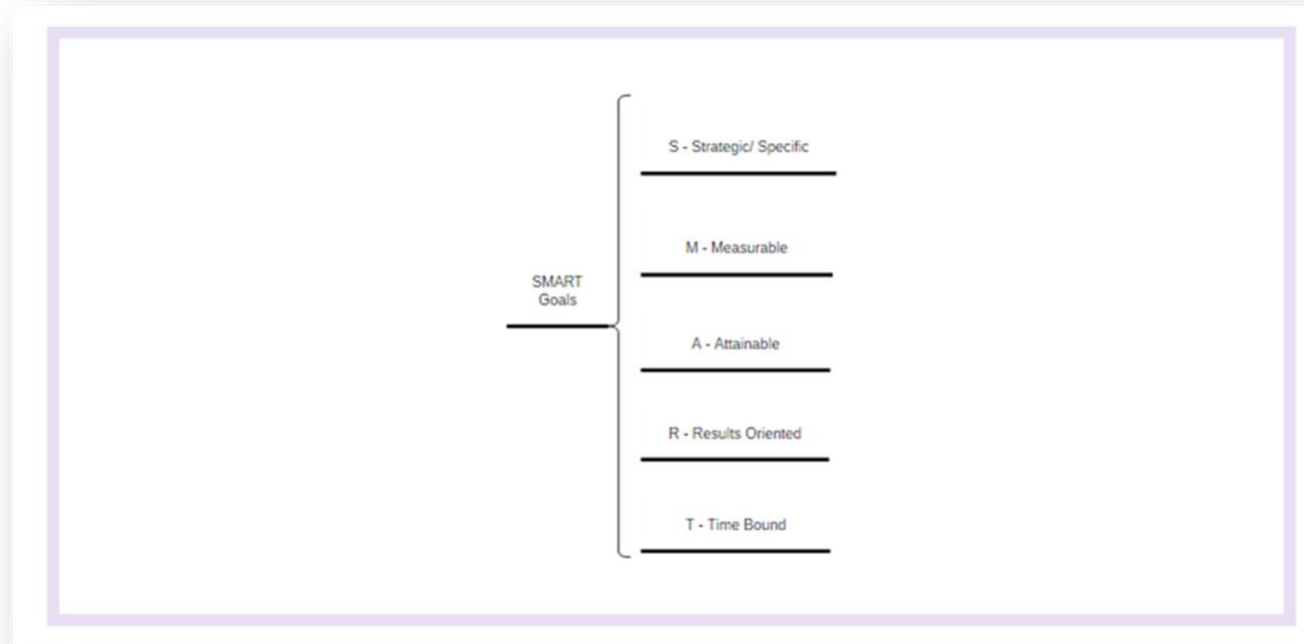 S - Strategic/ Specific
M - Measurable
SMART
Goals
A - Attainable
R - Results Oriented
T - Time Bound